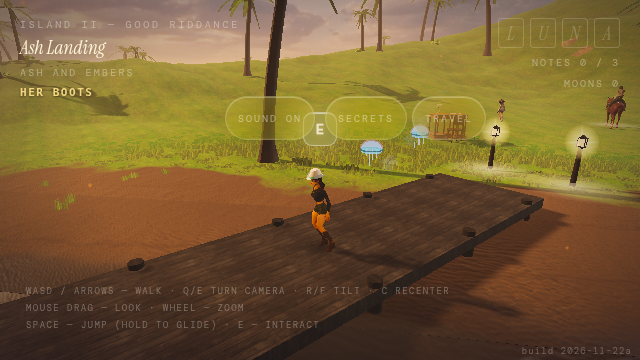 ISLAND II — GOOD RIDDANCE
Ash Landing
ASH AND EMBERS
HER BOOTS
L U N A
NOTES 0 / 3
MOONS 0
SOUND ON
SECRETS
TRAVEL
E
WASD / ARROWS — WALK · Q/E TURN CAMERA · R/F TILT · C RECENTER
MOUSE DRAG — LOOK · WHEEL — ZOOM
SPACE — JUMP (HOLD TO GLIDE) · E — INTERACT
build 2026-11-22a